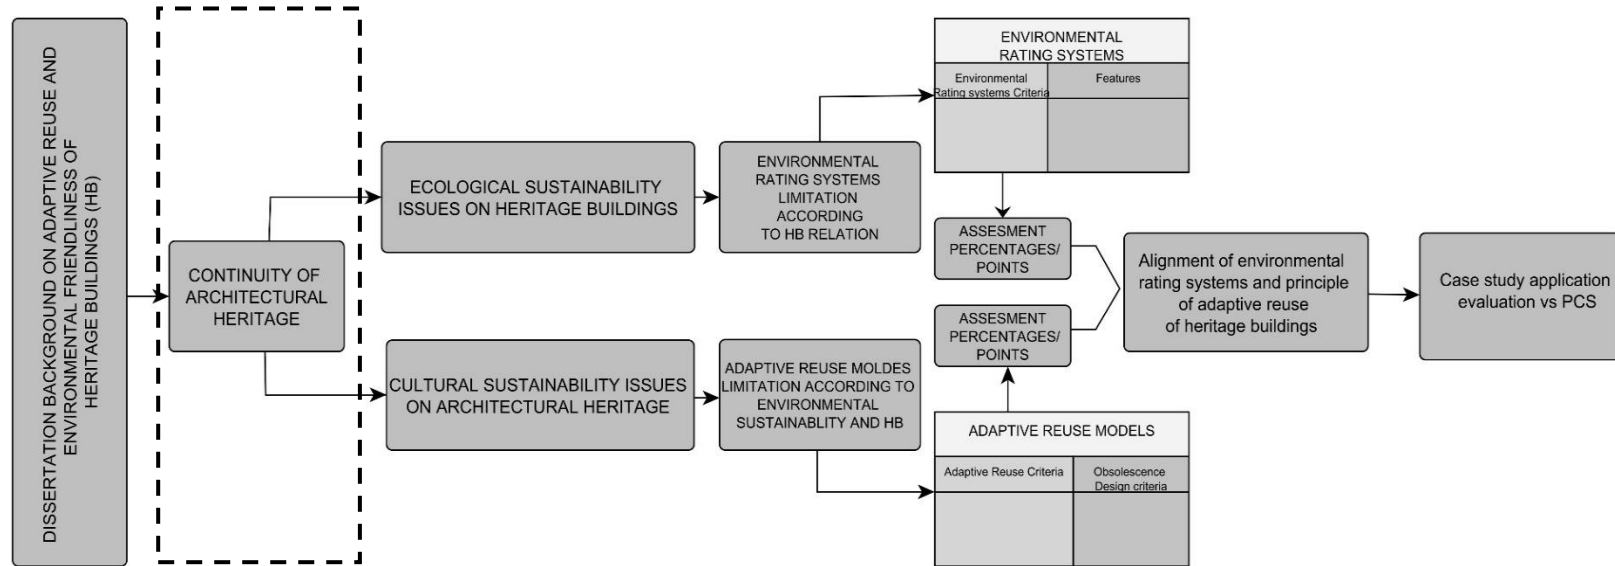 DISSERTATION BACKGROUND ON ADAPTIVE REUSE AND
ENVIRONMENTAL FRIENDLINESS OF
HERITAGE BUILDINGS (HB)
CONTINUITY OF
ARCHITECTURAL
HERITAGE
ECOLOGICAL SUSTAINABILITY
ISSUES ON HERITAGE BUILDINGS
CULTURAL SUSTAINABILITY ISSUES
ON ARCHITECTURAL HERITAGE
ENVIRONMENTAL
RATING SYSTEMS
LIMITATION
ACCORDING
TO HB RELATION
ADAPTIVE REUSE MOLDES
LIMITATION ACCORDING TO
ENVIRONMENTAL
SUSTAINABLITY AND HB
ENVIRONMENTAL
RATING SYSTEMS
Environmental
Rating systems Criteria
Features
ASSESMENT
PERCENTAGES/
POINTS
ASSESMENT
PERCENTAGES/
POINTS
ADAPTIVE REUSE MODELS
Adaptive Reuse Criteria
Obsolescence
Design criteria
Alignment of environmental
rating systems and principle
of adaptive reuse
of heritage buildings
Case study application
evaluation vs PCS